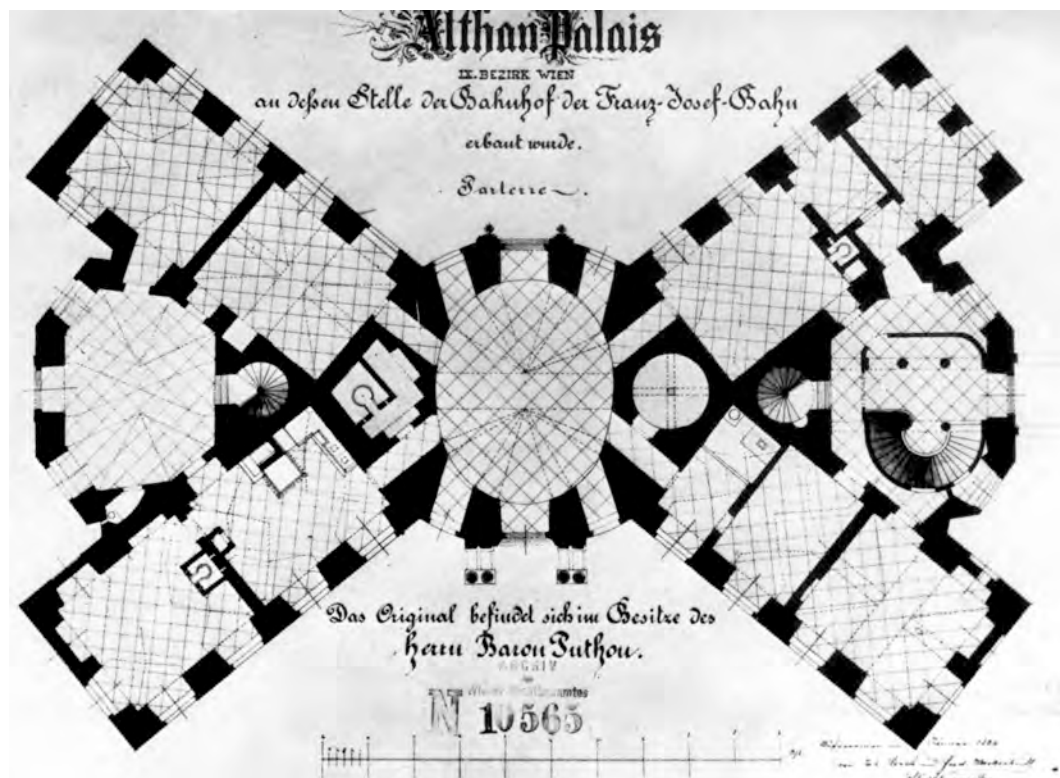 Althan Palais
IX. BEZIRK WIEN
an dessen Stelle der Bahnhof der Franz-Josef-Bahn
erbaut wurde.
Parterre
Das Original befindet sich im Besitze des
Herrn Baron Puthon.
ARCHIV
N 10565